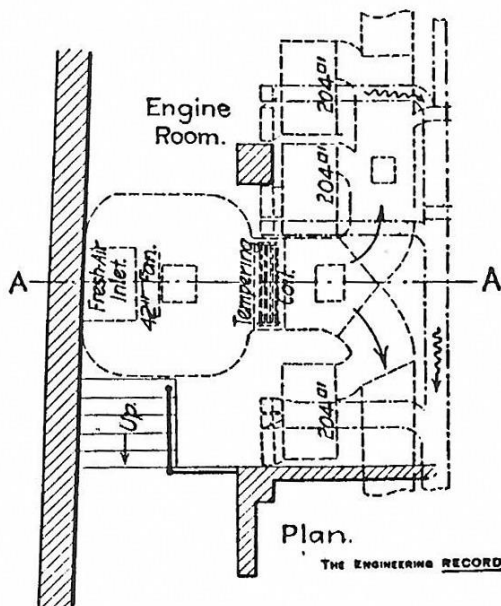 Engine
Room.
204□'
204□'
A
Fresh-Air
Inlet.
42" Fan.
Tempering
Coil.
A
Up.
204□'
Plan.
THE ENGINEERING RECORD